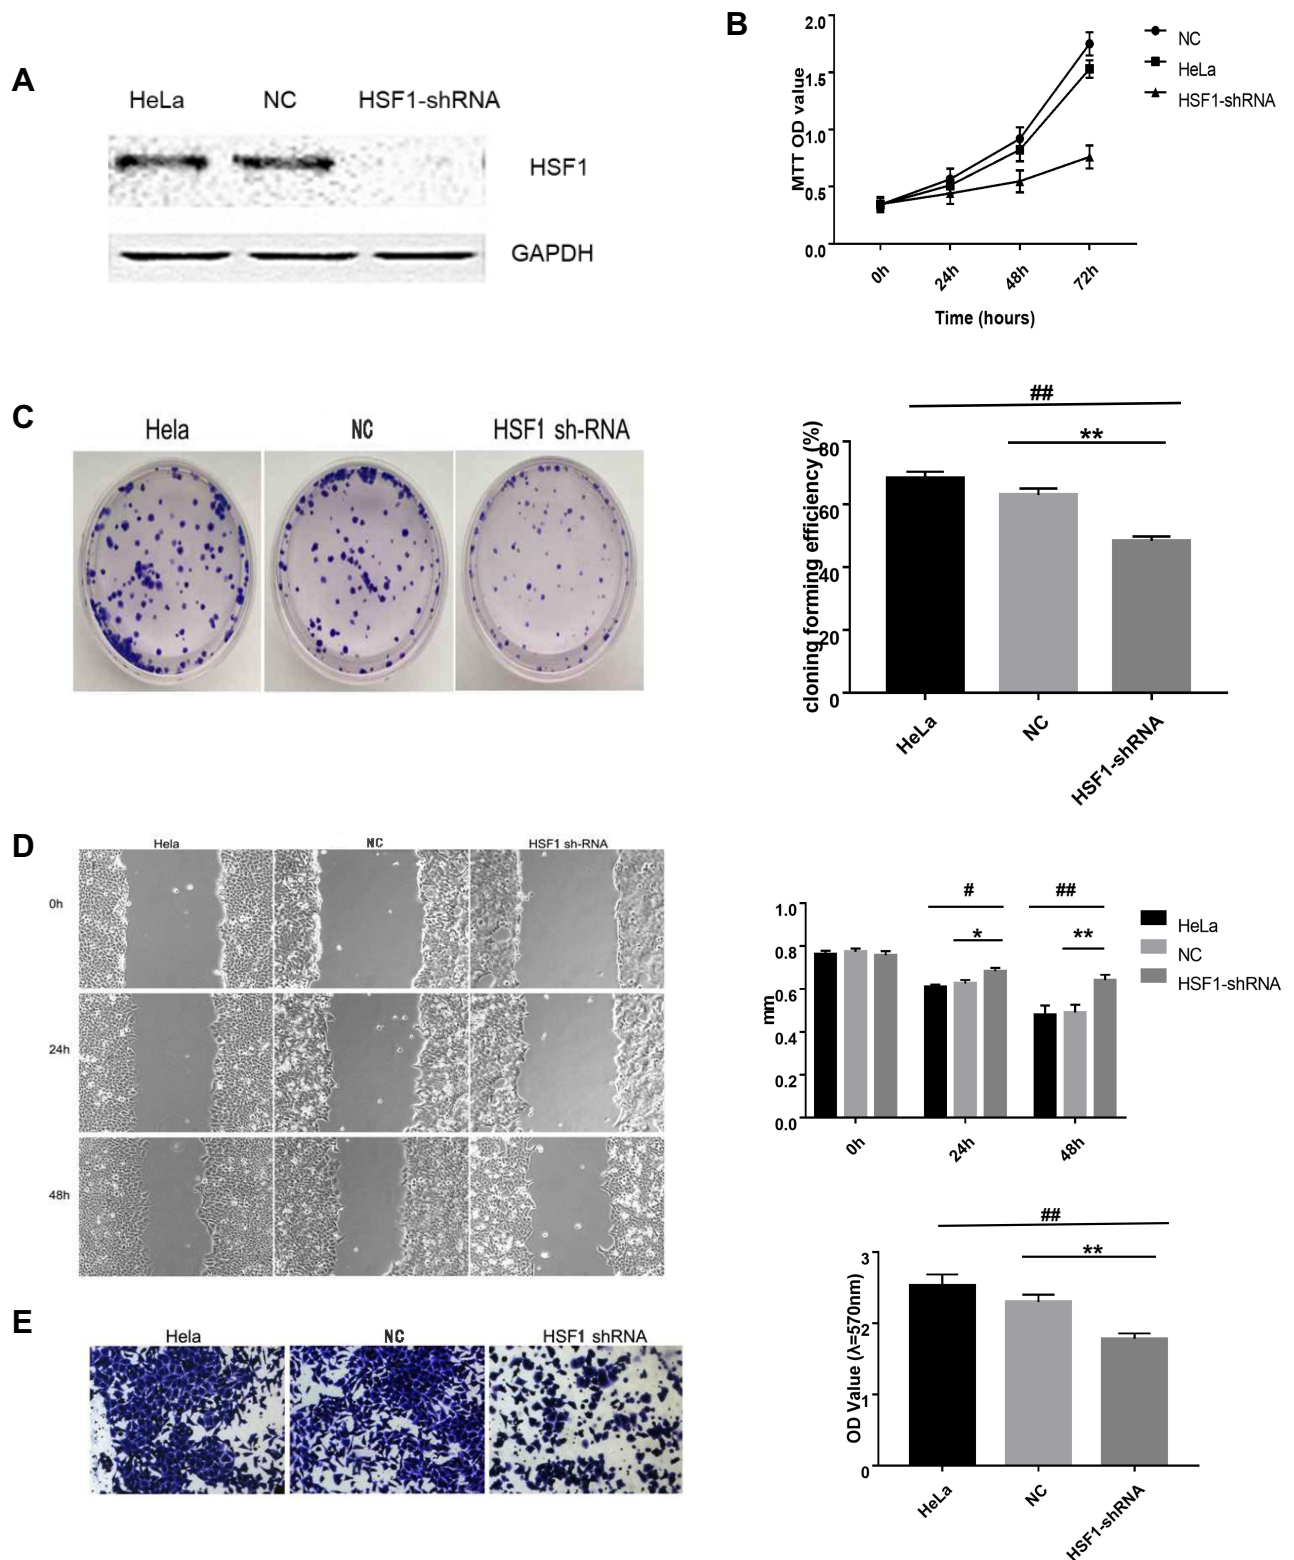 A
HeLa NC HSF1-shRNA
HSF1
GAPDH
B
MTT OD value
2.0
1.5
1.0
0.5
0.0
0h 24h 48h 72h
Time (hours)
NC
HeLa
HSF1-shRNA
C
Hela NC HSF1 sh-RNA
##
**
cloning forming efficiency (%)
80
60
40
20
0
HeLa NC HSF1-shRNA
D
Hela NC HSF1 sh-RNA
0h
24h
48h
# ##
* **
mm
1.0
0.8
0.6
0.4
0.2
0.0
0h 24h 48h
HeLa
NC
HSF1-shRNA
E
Hela NC HSF1 shRNA
##
**
OD Value (λ=570nm)
3
2
1
0
HeLa NC HSF1-shRNA